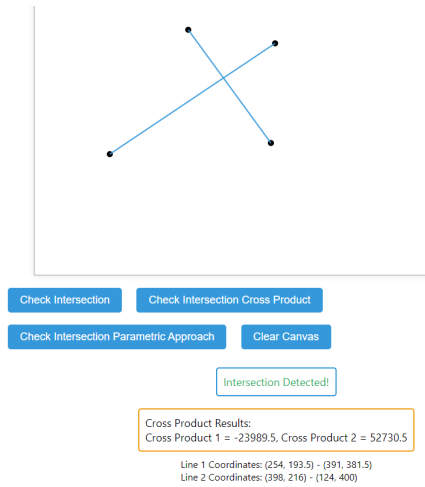 Check Intersection
Check Intersection Cross Product
Check Intersection Parametric Approach
Clear Canvas
Intersection Detected!
Cross Product Results:
Cross Product 1 = -23989.5, Cross Product 2 = 52730.5
Line 1 Coordinates: (254, 193.5) - (391, 381.5)
Line 2 Coordinates: (398, 216) - (124, 400)